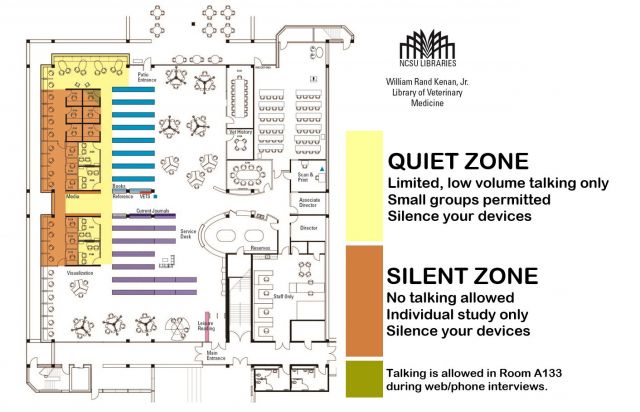 NCSU LIBRARIES
William Rand Kenan, Jr.
Library of Veterinary
Medicine
QUIET ZONE
Limited, low volume talking only
Small groups permitted
Silence your devices
SILENT ZONE
No talking allowed
Individual study only
Silence your devices
Talking is allowed in Room A133
during web/phone interviews.
Patio
Entrance
Vet History
Scan &
Print
Books
Reference
VETS
Media
Current Journals
Associate
Director
Director
Service
Desk
Reserves
Visualization
Staff Only
Leisure
Reading
Main
Entrance